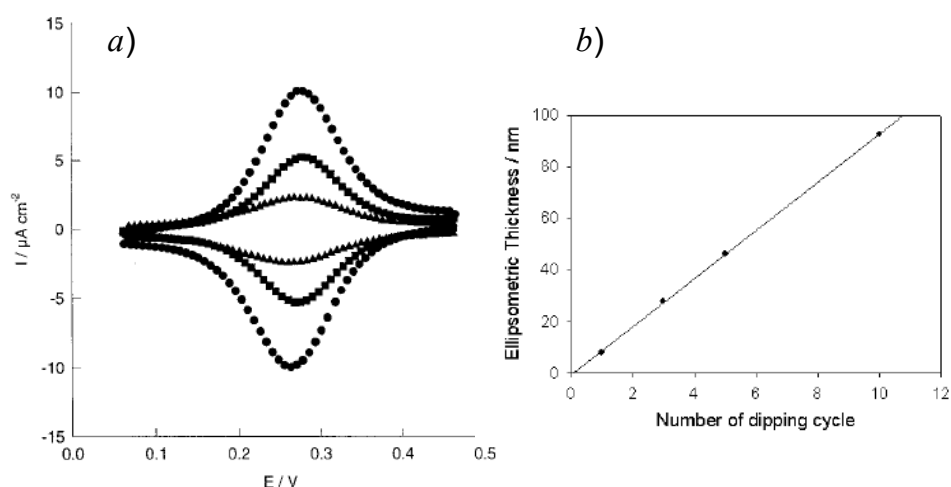 a)
15
10
5
0
-5
-10
-15
I / µA cm-2
0.0 0.1 0.2 0.3 0.4 0.5
E / V
b)
100
80
60
40
20
0
Ellipsometric Thickness / nm
0 2 4 6 8 10 12
Number of dipping cycle